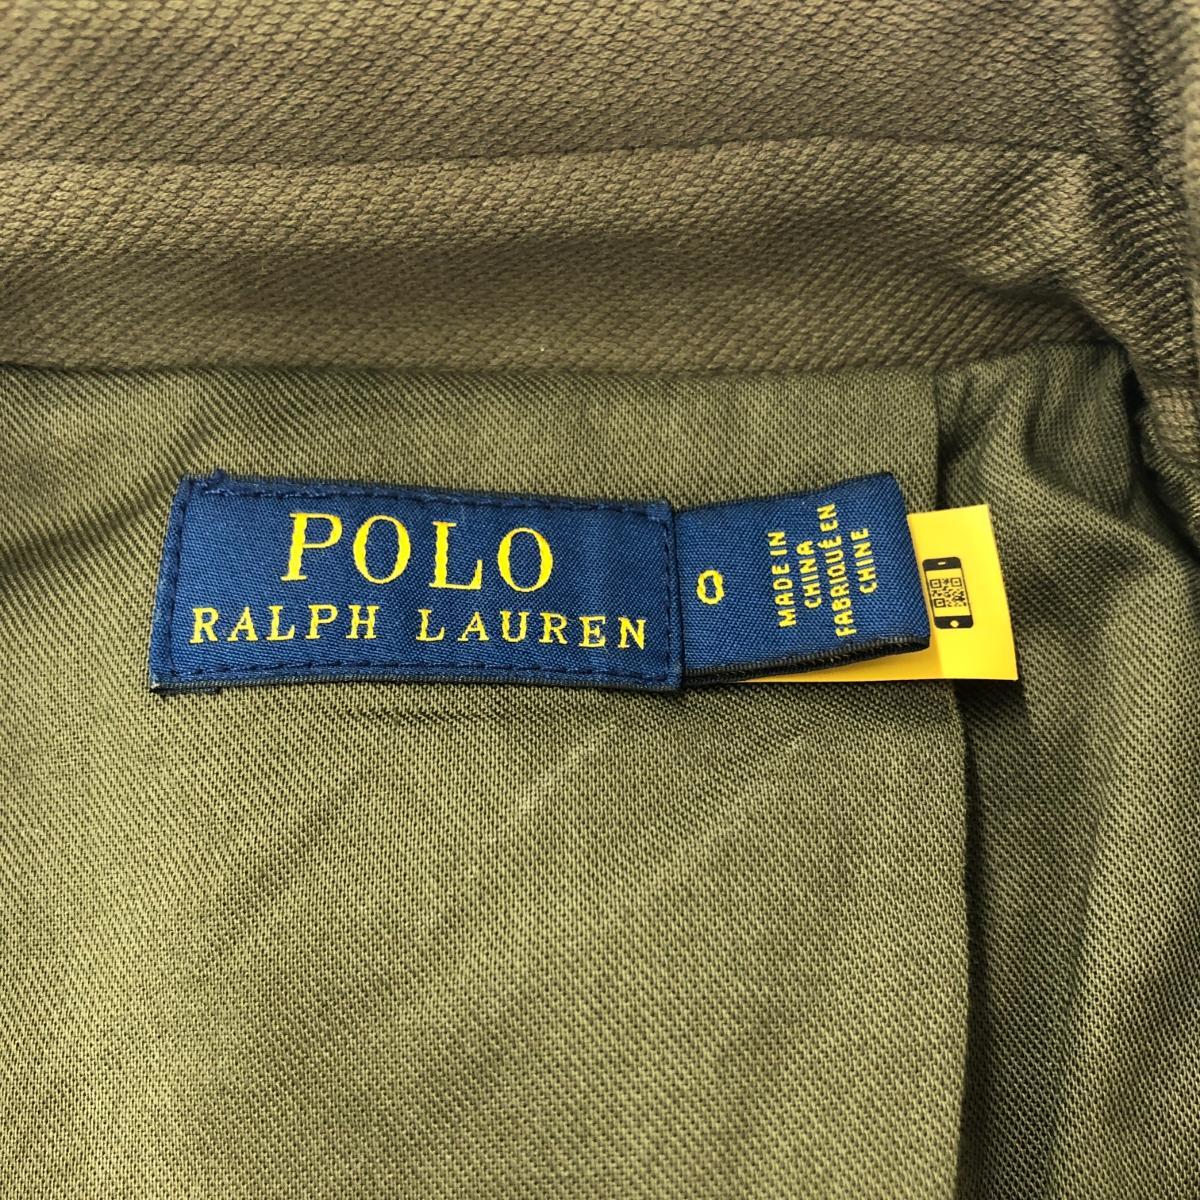 POLO
RALPH LAUREN
0
MADE IN
CHINA
FABRIQUÉ EN
CHINE